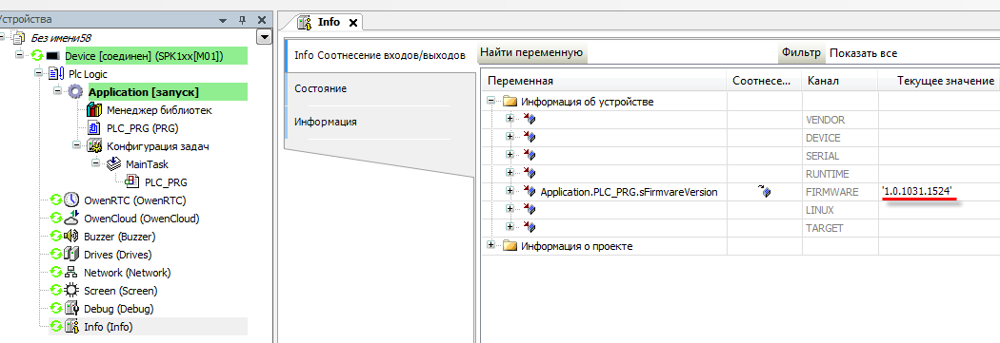 Устройства
Без имени58
Device [соединен] (SPK1xx[M01])
Plc Logic
Application [запуск]
Менеджер библиотек
PLC_PRG (PRG)
Конфигурация задач
MainTask
PLC_PRG
OwenRTC (OwenRTC)
OwenCloud (OwenCloud)
Buzzer (Buzzer)
Drives (Drives)
Network (Network)
Screen (Screen)
Debug (Debug)
Info (Info)
Info
Info Соотнесение входов/выходов
Состояние
Информация
Найти переменную
Фильтр Показать все
Переменная Соотнесе... Канал Текущее значение
Информация об устройстве
VENDOR
DEVICE
SERIAL
RUNTIME
Application.PLC_PRG.sFirmvareVersion FIRMWARE '1.0.1031.1524'
LINUX
TARGET
Информация о проекте